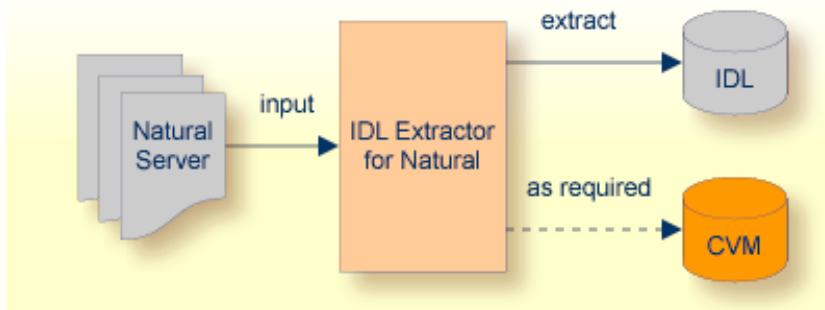 extract
IDL
input
Natural
Server
IDL Extractor
for Natural
as required
CVM